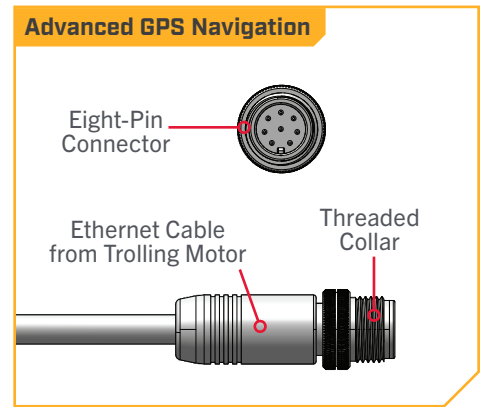 Advanced GPS Navigation
Eight-Pin
Connector
Ethernet Cable
from Trolling Motor
Threaded
Collar